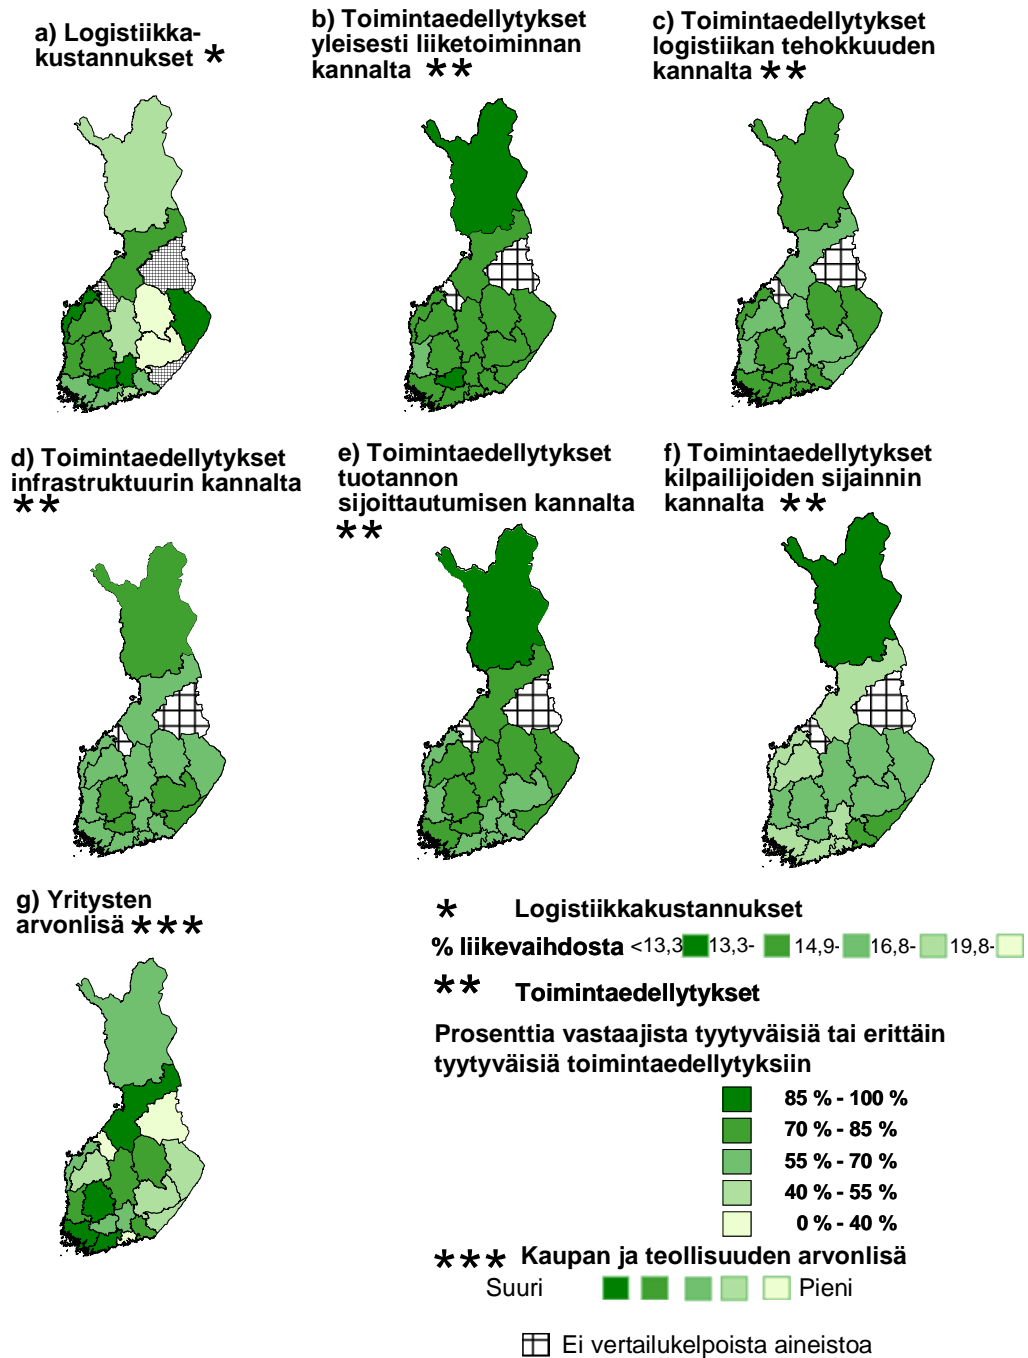 a) Logistiikka-
kustannukset *
b) Toimintaedellytykset
yleisesti liiketoiminnan
kannalta **
c) Toimintaedellytykset
logistiikan tehokkuuden
kannalta **
d) Toimintaedellytykset
infrastruktuurin kannalta
**
e) Toimintaedellytykset
tuotannon
sijoittautumisen kannalta
**
f) Toimintaedellytykset
kilpailijoiden sijainnin
kannalta **
g) Yritysten
arvonlisä ***
* Logistiikkakustannukset
% liikevaihdosta <13,3 13,3- 14,9- 16,8- 19,8-
** Toimintaedellytykset
Prosenttia vastaajista tyytyväisiä tai erittäin
tyytyväisiä toimintaedellytyksiin
85 % - 100 %
70 % - 85 %
55 % - 70 %
40 % - 55 %
0 % - 40 %
*** Kaupan ja teollisuuden arvonlisä
Suuri Pieni
Ei vertailukelpoista aineistoa